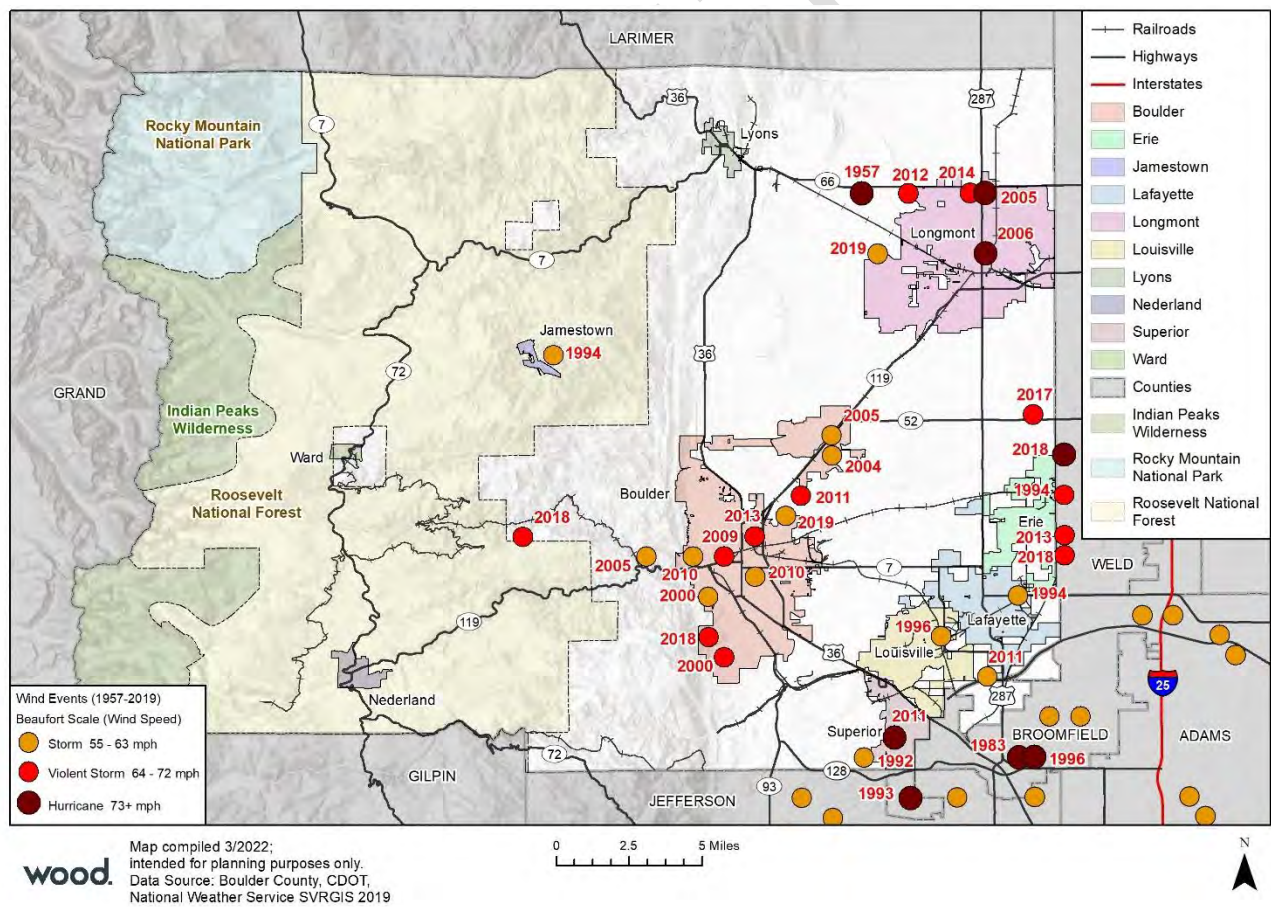 LARIMER
Rocky Mountain
National Park
7
36
287
Lyons
66
1957
2012
2014
2005
Longmont
2006
2019
7
Jamestown
1994
36
72
119
GRAND
Indian Peaks
Wilderness
2017
2005
52
2004
2018
Ward
Boulder
Roosevelt
National Forest
2011
1994
2018
2013
2019
Erie
2009
2013
2005
2010
2010
7
2018
WELD
2000
1994
119
1996
Lafayette
2018
36
Louisville
2000
2011
Nederland
287
25
2011
Superior
1983
BROOMFIELD
1996
ADAMS
72
1992
128
GILPIN
93
1993
JEFFERSON
Railroads
Highways
Interstates
Boulder
Erie
Jamestown
Lafayette
Longmont
Louisville
Lyons
Nederland
Superior
Ward
Counties
Indian Peaks
Wilderness
Rocky Mountain
National Park
Roosevelt National
Forest
Wind Events (1957-2019)
Beaufort Scale (Wind Speed)
Storm 55 - 63 mph
Violent Storm 64 - 72 mph
Hurricane 73+ mph
wood.
Map compiled 3/2022;
intended for planning purposes only.
Data Source: Boulder County, CDOT,
National Weather Service SVRGIS 2019
0 2.5 5 Miles
N